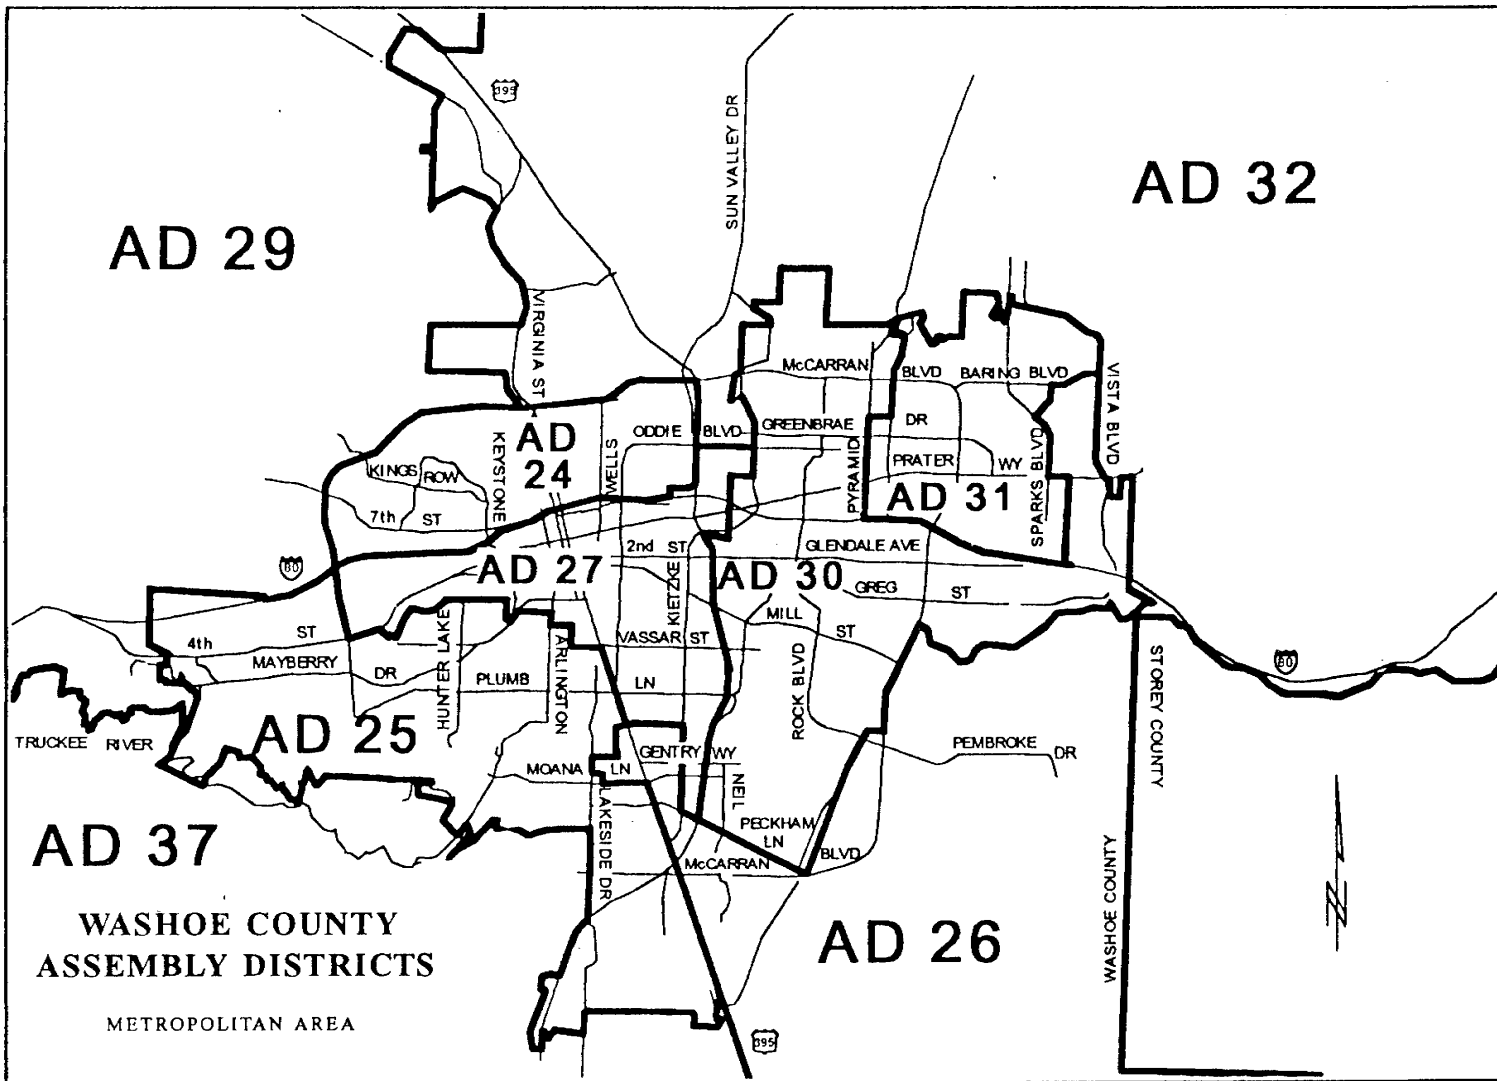 395
SUN VALLEY DR
AD 32
AD 29
VIRGINIA ST
McCARRAN
BLVD
BARING BLVD
VISTA BLVD
ODDIE
BLVD
GREENBRAE
DR
KEYSTONE
AD
24
WELLS
KINGS
ROW
PYRAMID
PRATER
WY
SPARKS BLVD
AD 31
7th
ST
2nd
ST
GLENDALE AVE
80
AD 27
KIETZKE
AD 30
GREG
ST
MILL
ST
4th
ST
HUNTER LAKE
ARLINGTON
VASSAR ST
ROCK BLVD
MAYBERRY
DR
PLUMB
LN
STOREY COUNTY
80
TRUCKEE RIVER
AD 25
GENTRY
WY
PEMBROKE
DR
MOANA
LN
NEIL
LAKESIDE DR
PECKHAM
LN
AD 37
McCARRAN
BLVD
WASHOE COUNTY
WASHOE COUNTY
ASSEMBLY DISTRICTS
AD 26
METROPOLITAN AREA
395
N